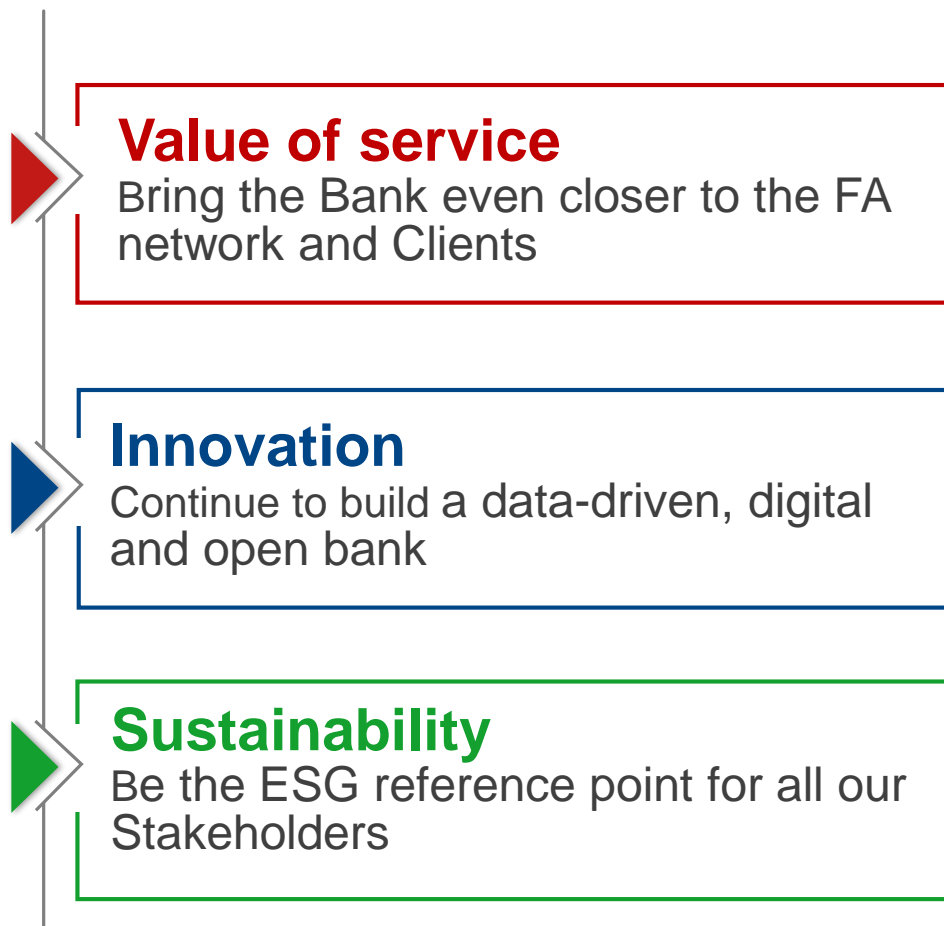 Value of service
Bring the Bank even closer to the FA
network and Clients
Innovation
Continue to build a data-driven, digital
and open bank
Sustainability
Be the ESG reference point for all our
Stakeholders